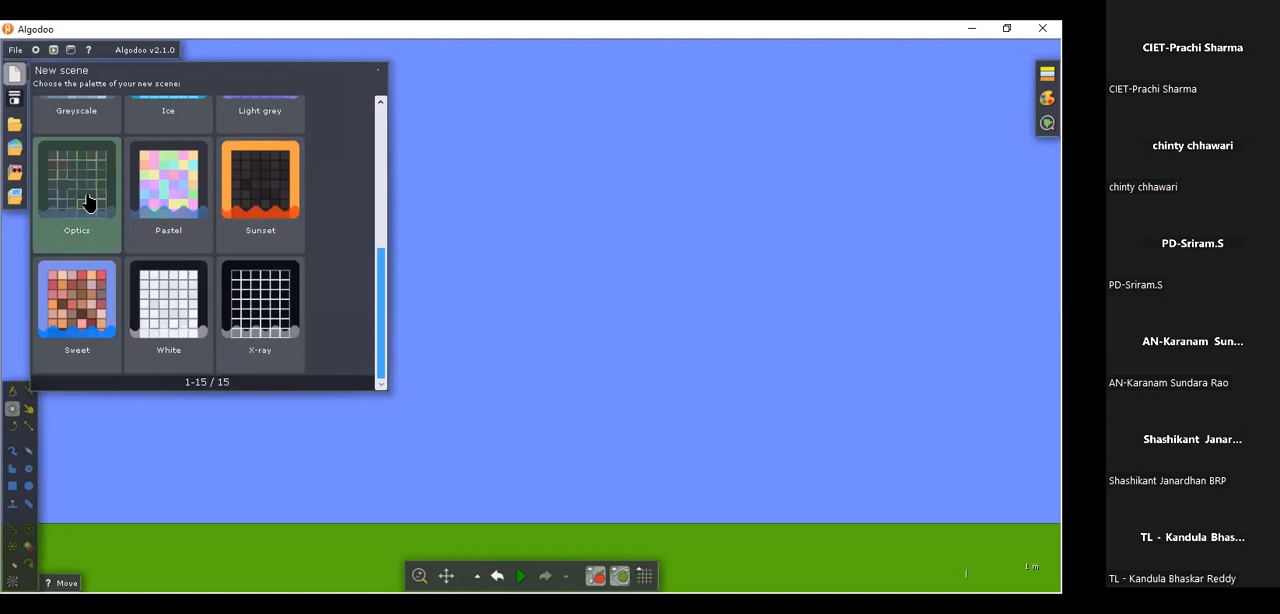 Algodoo
File ? Algodoo v2.1.0
New scene
Choose the palette of your new scene:
Greyscale Ice Light grey
Optics Pastel Sunset
Sweet White X-ray
1-15 / 15
? Move
1 m
CIET-Prachi Sharma
CIET-Prachi Sharma
chinty chhawari
chinty chhawari
PD-Sriram.S
PD-Sriram.S
AN-Karanam Sun...
AN-Karanam Sundara Rao
Shashikant Janar...
Shashikant Janardhan BRP
TL - Kandula Bhas...
TL - Kandula Bhaskar Reddy